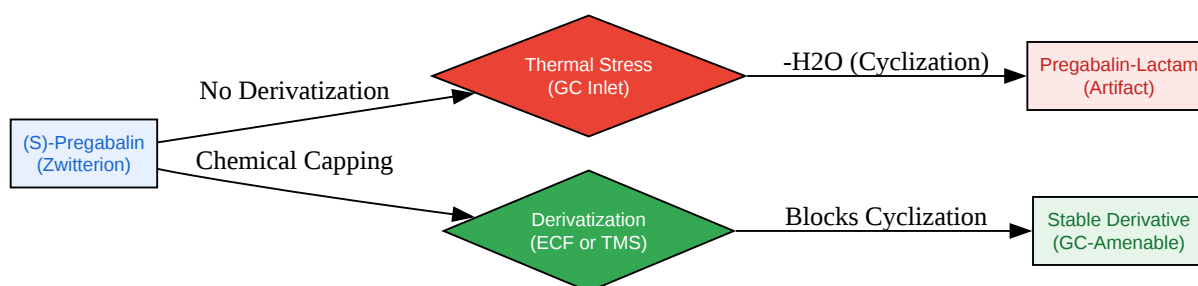 (S)-Pregabalin
(Zwitterion)
No Derivatization
Chemical Capping
Thermal Stress
(GC Inlet)
-H2O (Cyclization)
Pregabalin-Lactam
(Artifact)
Derivatization
(ECF or TMS)
Blocks Cyclization
Stable Derivative
(GC-Amenable)